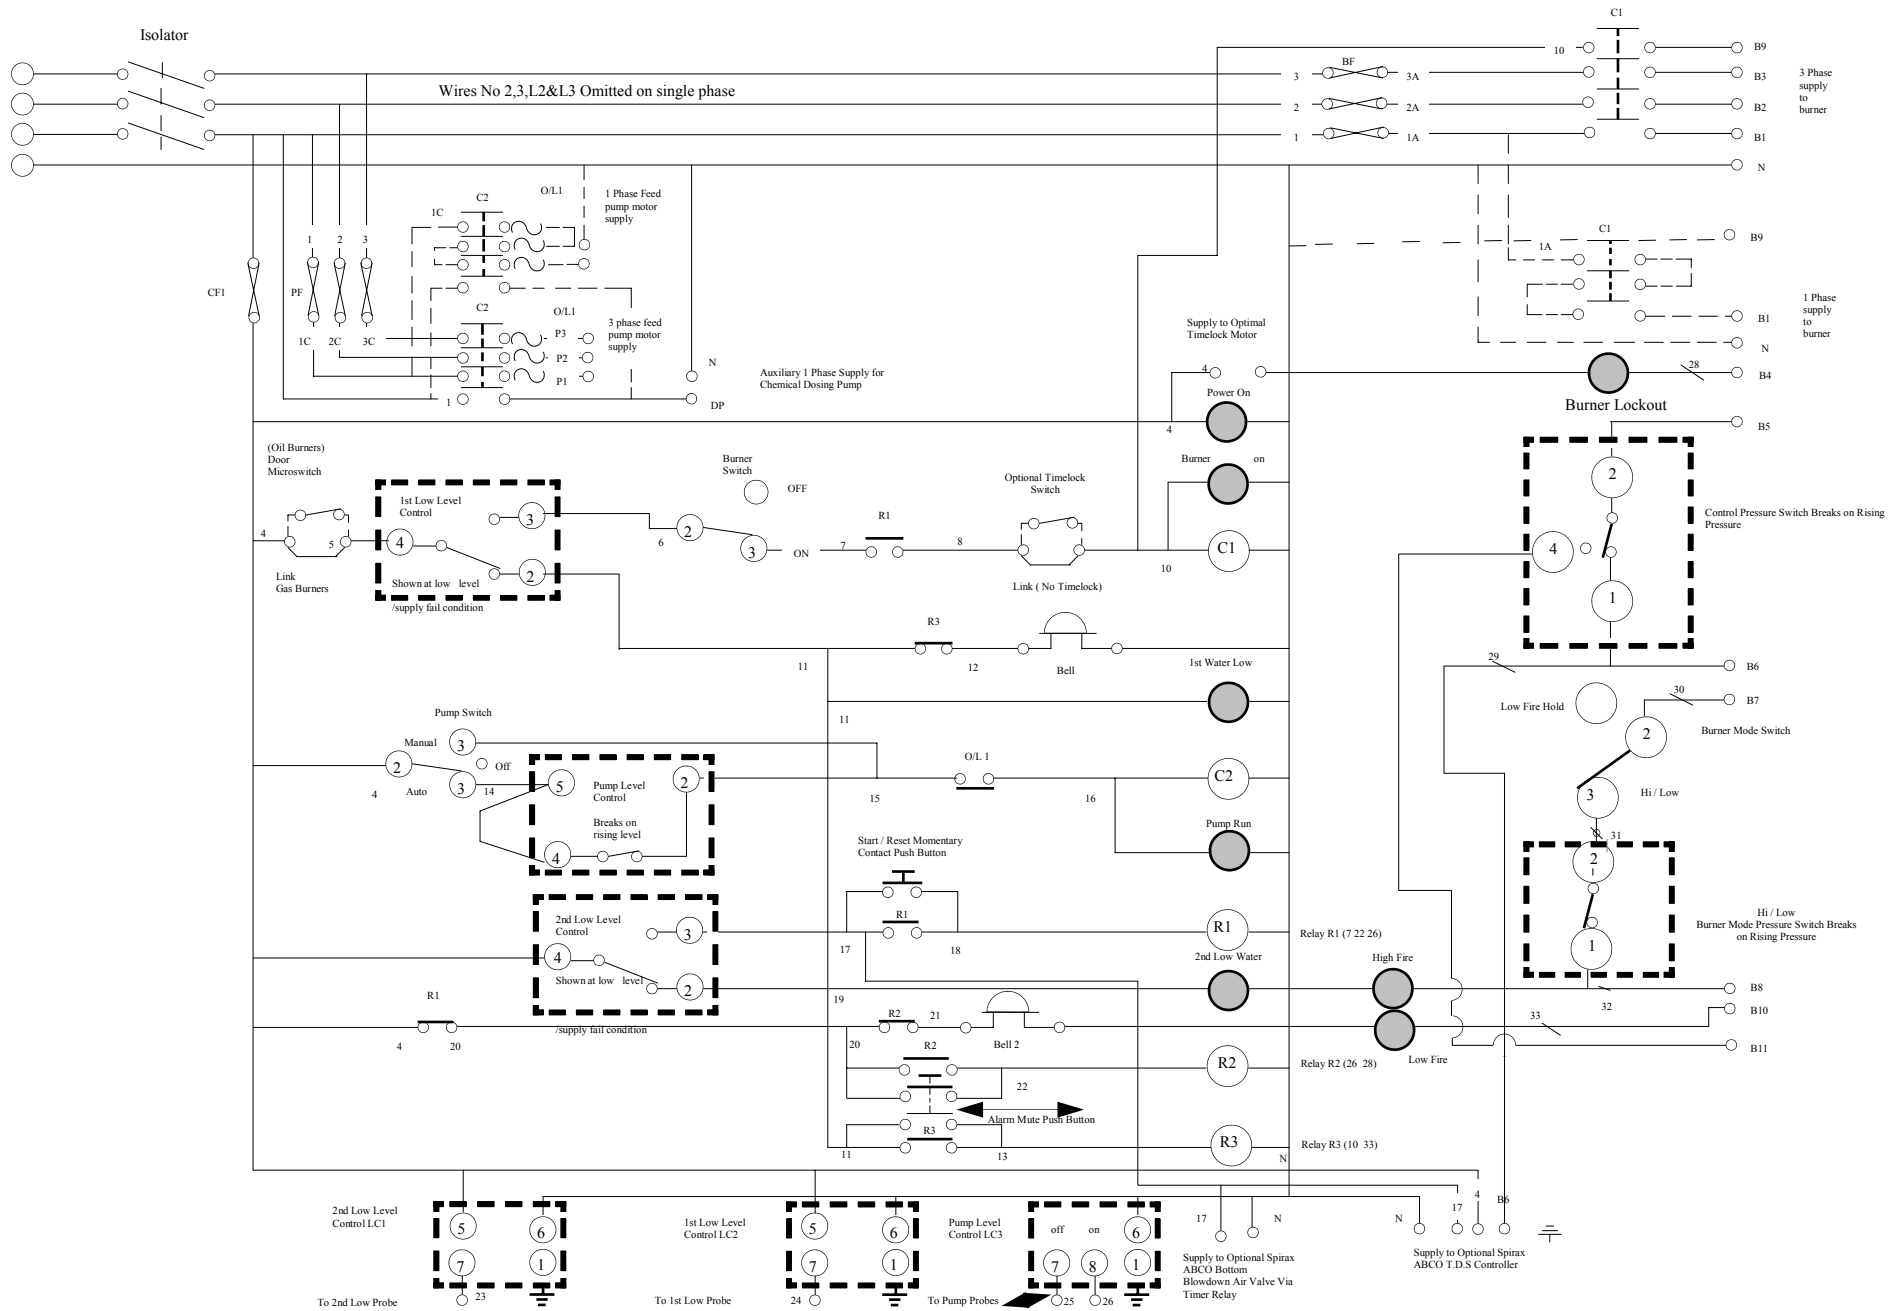 Isolator
Wires No 2,3,L2&L3 Omitted on single phase
C1
10
B9
3
BF
3A
B3
2
2A
B2
1
1A
B1
N
3 Phase
supply
to
burner
C2
O/L1
1C
1 Phase Feed
pump motor
supply
1
2
3
CF1
PF
1C
2C
3C
C2
O/L1
P3
P2
P1
3 phase feed
pump motor
supply
1
N
DP
Auxiliary 1 Phase Supply for
Chemical Dosing Pump
C1
1A
B9
B1
N
1 Phase
supply
to
burner
Supply to Optimal
Timelock Motor
4
Power On
4
28
B4
Burner Lockout
B5
(Oil Burners)
Door
Microswitch
4
5
Link
Gas Burners
1st Low Level
Control
3
4
2
Shown at low level
/supply fail condition
Burner
Switch
OFF
6
2
3
ON
7
R1
8
Optional Timelock
Switch
Link ( No Timelock)
Burner on
C1
10
2
4
1
Control Pressure Switch Breaks on Rising
Pressure
11
R3
12
Bell
1st Water Low
11
29
B6
Low Fire Hold
30
B7
2
Burner Mode Switch
3
Hi / Low
31
Pump Switch
Manual
3
2
Off
3
4
Auto
14
5
Pump Level
Control
2
Breaks on
rising level
4
15
O/L 1
16
C2
Pump Run
Start / Reset Momentary
Contact Push Button
2
1
Hi / Low
Burner Mode Pressure Switch Breaks
on Rising Pressure
2nd Low Level
Control
3
4
Shown at low level
2
/supply fail condition
17
R1
18
R1
Relay R1 (7 22 26)
2nd Low Water
High Fire
19
32
B8
B10
R1
4
20
20
R2
21
Bell 2
33
Low Fire
B11
R2
22
R2
Relay R2 (26 28)
Alarm Mute Push Button
R3
11
13
R3
Relay R3 (10 33)
N
2nd Low Level
Control LC1
5
6
7
1
To 2nd Low Probe
23
1st Low Level
Control LC2
5
6
7
1
To 1st Low Probe
24
Pump Level
Control LC3
off
on
6
7
8
1
To Pump Probes
25
26
17
N
Supply to Optional Spirax
ABCO Bottom
Blowdown Air Valve Via
Timer Relay
N
17
4
B6
Supply to Optional Spirax
ABCO T.D.S Controller